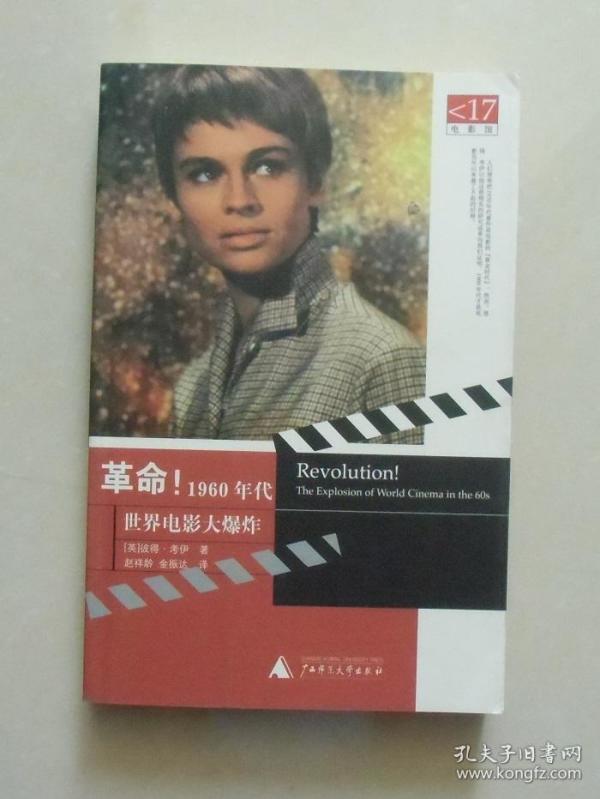 <17
电影馆
革命！1960年代
世界电影大爆炸
[英]彼得·考伊 著
赵祥龄 金振达 译
Revolution!
The Explosion of World Cinema in the 60s
广西师范大学出版社
孔夫子旧书网
www.kongfz.com